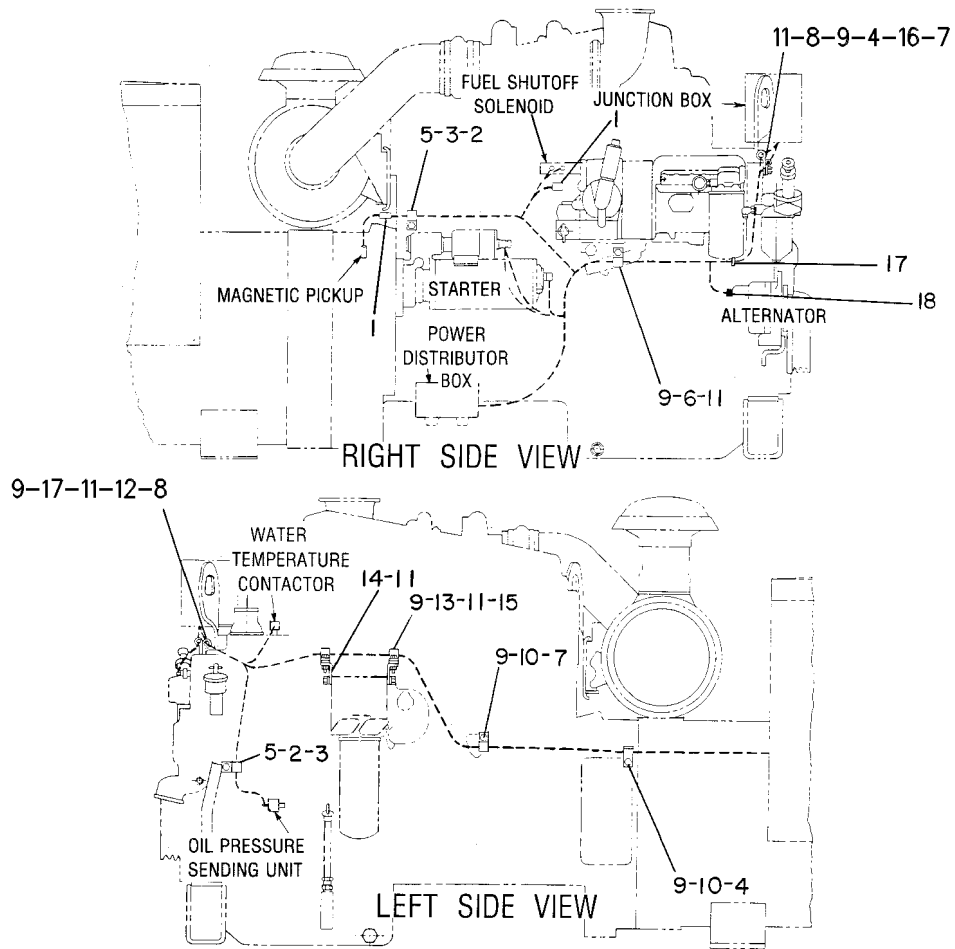 11-8-9-4-16-7
FUEL SHUTOFF
SOLENOID
JUNCTION BOX
5-3-2
MAGNETIC PICKUP
STARTER
17
18
ALTERNATOR
1
POWER
DISTRIBUTOR
BOX
9-6-11
RIGHT SIDE VIEW
9-17-11-12-8
WATER
TEMPERATURE
CONTACTOR
14-11
9-13-11-15
9-10-7
5-2-3
OIL PRESSURE
SENDING UNIT
9-10-4
LEFT SIDE VIEW